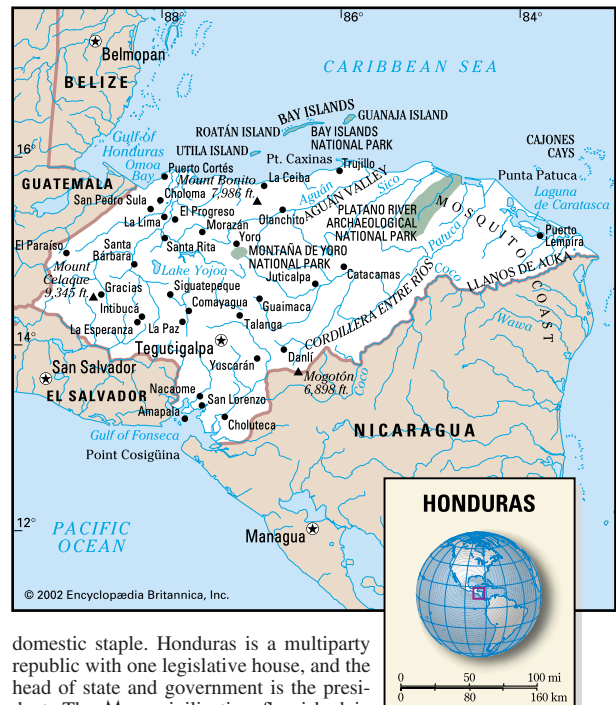 88
86
84
Belmopan
BELIZE
CARIBBEAN SEA
BAY ISLANDS
GUANAJA ISLAND
ROATÁN ISLAND
BAY ISLANDS
NATIONAL PARK
Gulf of
Honduras
Omoa
Bay
UTILA ISLAND
CAJONES
CAYS
16°
Pt. Caxinas
Trujillo
Puerto Cortés
Mount Bonito
7,986 ft.
La Ceiba
Punta Patuca
GUATEMALA
Choloma
San Pedro Sula
Aguán
AGUÁN VALLEY
Sico
Laguna
de Caratasca
La Lima
El Progreso
Olanchito
PLATANO RIVER
ARCHAEOLOGICAL
NATIONAL PARK
MOSQUITO COAST
Morazán
El Paraíso
Santa
Bárbara
Santa Rita
Yoro
MONTAÑA DE YORO
NATIONAL PARK
Patuca
Puerto
Lempira
Mount
Celaque
9,345 ft.
Lake Yojoa
Juticalpa
Catacamas
Coco
LLANOS DE AUKA
Gracias
Siguatepeque
Intibucá
Comayagua
Guaimaca
CORDILLERA ENTRE RÍOS
La Esperanza
La Paz
Talanga
Wawa
14°
Tegucigalpa
Danlí
Yuscarán
San Salvador
Mogotón
6,898 ft.
Coco
EL SALVADOR
Nacaome
San Lorenzo
Amapala
Choluteca
Gulf of Fonseca
NICARAGUA
Point Cosigüina
HONDURAS
12°
PACIFIC
OCEAN
Managua
© 2002 Encyclopædia Britannica, Inc.
0 50 100 mi
0 80 160 km
domestic staple. Honduras is a multiparty
republic with one legislative house, and the
head of state and government is the presi-